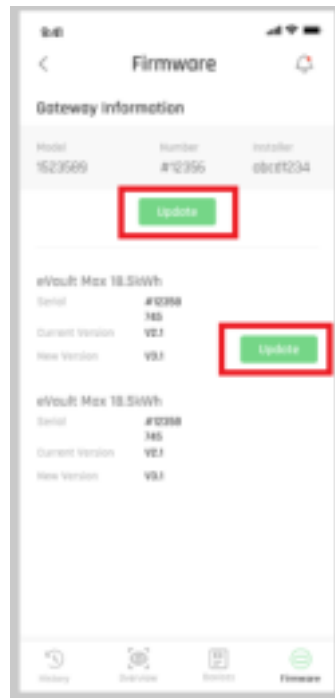 9:41
Firmware
Gateway Information
Model Number Installer
1523589 #12356 abcd1234
Update
eVault Max 18.5kWh
Serial #12358
745
Current Version V2.1
New Version V3.1
Update
eVault Max 18.5kWh
Serial #12358
745
Current Version V2.1
New Version V3.1
History Overview Firmware